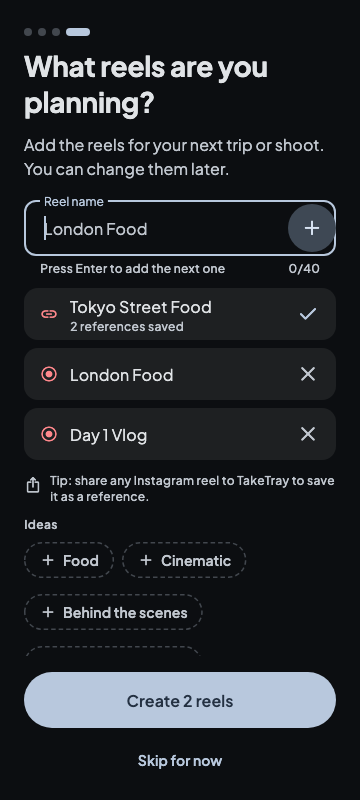 What reels are you
planning?
Add the reels for your next trip or shoot.
You can change them later.
Reel name
London Food
Press Enter to add the next one
0/40
Tokyo Street Food
2 references saved
London Food
Day 1 Vlog
Tip: share any Instagram reel to TakeTray to save
it as a reference.
Ideas
+ Food
+ Cinematic
+ Behind the scenes
Create 2 reels
Skip for now